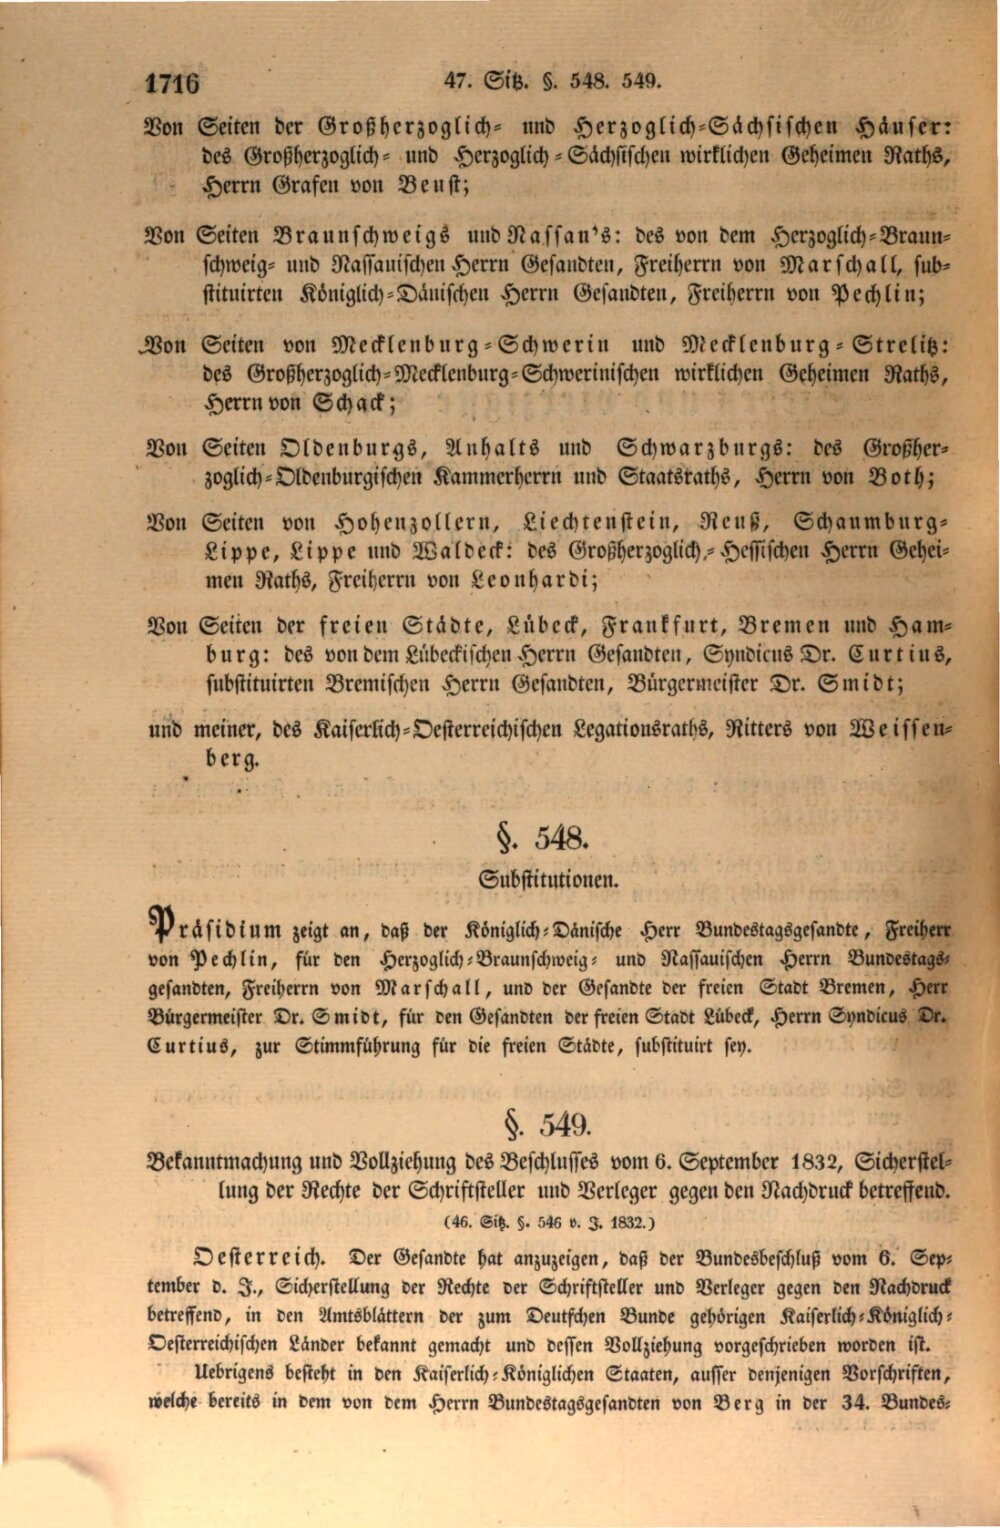 1716
47. Sitz. §. 548. 549.
Von Seiten der Großherzoglich- und Herzoglich-Sächsischen Häuser:
des Großherzoglich- und Herzoglich-Sächsischen wirklichen Geheimen Raths,
Herrn Grafen von Beust;
Von Seiten Braunschweigs und Nassau's: des von dem Herzoglich-Braun-
schweig- und Nassauischen Herrn Gesandten, Freiherrn von Marschall, sub-
stituirten Königlich-Dänischen Herrn Gesandten, Freiherrn von Pechlin;
Von Seiten von Mecklenburg-Schwerin und Mecklenburg-Strelitz:
des Großherzoglich-Mecklenburg-Schwerinischen wirklichen Geheimen Raths,
Herrn von Schack;
Von Seiten Oldenburgs, Anhalts und Schwarzburgs: des Großher-
zoglich-Oldenburgischen Kammerherrn und Staatsraths, Herrn von Both;
Von Seiten von Hohenzollern, Liechtenstein, Reuß, Schaumburg-
Lippe, Lippe und Waldeck: des Großherzoglich-Hessischen Herrn Gehei-
men Raths, Freiherrn von Leonhardi;
Von Seiten der freien Städte, Lübeck, Frankfurt, Bremen und Ham-
burg: des von dem Lübeckischen Herrn Gesandten, Syndicus Dr. Curtius,
substituirten Bremischen Herrn Gesandten, Bürgermeister Dr. Smidt;
und meiner, des Kaiserlich-Oesterreichischen Legationsraths, Ritters von Weissen-
berg.
§. 548.
Substitutionen.
Präsidium zeigt an, daß der Königlich-Dänische Herr Bundestagsgesandte, Freiherr
von Pechlin, für den Herzoglich-Braunschweig- und Nassauischen Herrn Bundestags-
gesandten, Freiherrn von Marschall, und der Gesandte der freien Stadt Bremen, Herr
Bürgermeister Dr. Smidt, für den Gesandten der freien Stadt Lübeck, Herrn Syndicus Dr.
Curtius, zur Stimmführung für die freien Städte, substituirt sey.
§. 549.
Bekanntmachung und Vollziehung des Beschlusses vom 6. September 1832, Sicherstel-
lung der Rechte der Schriftsteller und Verleger gegen den Nachdruck betreffend.
(46. Sitz. §. 546 v. J. 1832.)
Oesterreich. Der Gesandte hat anzuzeigen, daß der Bundesbeschluß vom 6. Sep-
tember d. J., Sicherstellung der Rechte der Schriftsteller und Verleger gegen den Nachdruck
betreffend, in den Amtsblättern der zum Deutschen Bunde gehörigen Kaiserlich-Königlich-
Oesterreichischen Länder bekannt gemacht und dessen Vollziehung vorgeschrieben worden ist.
Uebrigens besteht in den Kaiserlich-Königlichen Staaten, ausser denjenigen Vorschriften,
welche bereits in dem von dem Herrn Bundestagsgesandten von Berg in der 34. Bundes-